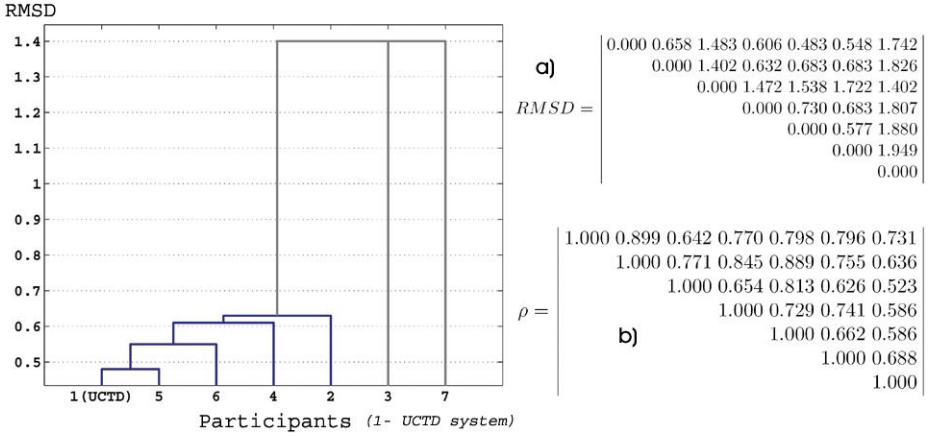 RMSD
1.4
1.3
1.2
1.1
1
0.9
0.8
0.7
0.6
0.5
1(UCTD) 5 6 4 2 3 7
Participants (1- UCTD system)
a)
RMSD =
0.000 0.658 1.483 0.606 0.483 0.548 1.742
0.000 1.402 0.632 0.683 0.683 1.826
0.000 1.472 1.538 1.722 1.402
0.000 0.730 0.683 1.807
0.000 0.577 1.880
0.000 1.949
0.000
ρ =
1.000 0.899 0.642 0.770 0.798 0.796 0.731
1.000 0.771 0.845 0.889 0.755 0.636
1.000 0.654 0.813 0.626 0.523
1.000 0.729 0.741 0.586
1.000 0.662 0.586
1.000 0.688
1.000
b)